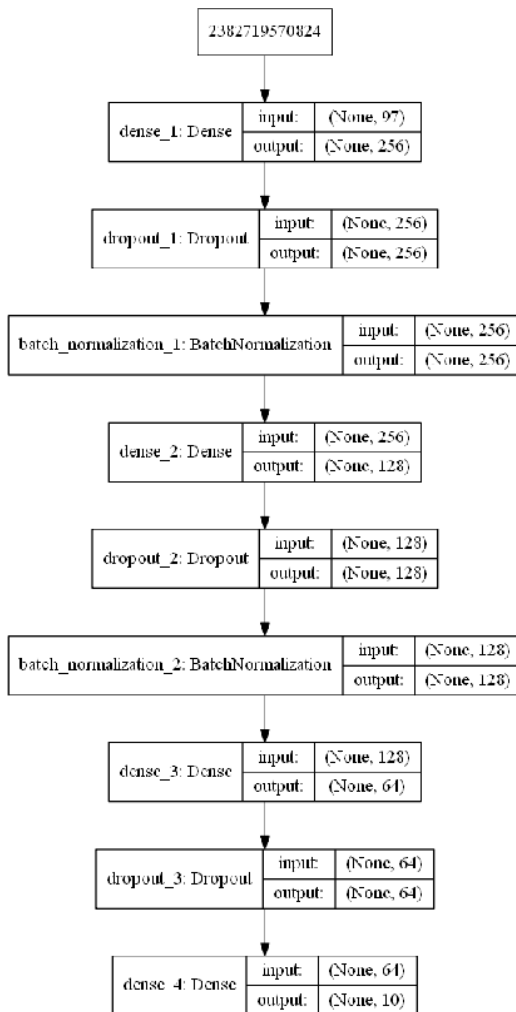 2382719570824
dense_1: Dense
input: (None, 97)
output: (None, 256)
dropout_1: Dropout
input: (None, 256)
output: (None, 256)
batch_normalization_1: BatchNormalization
input: (None, 256)
output: (None, 256)
dense_2: Dense
input: (None, 256)
output: (None, 128)
dropout_2: Dropout
input: (None, 128)
output: (None, 128)
batch_normalization_2: BatchNormalization
input: (None, 128)
output: (None, 128)
dense_3: Dense
input: (None, 128)
output: (None, 64)
dropout_3: Dropout
input: (None, 64)
output: (None, 64)
dense_4: Dense
input: (None, 64)
output: (None, 10)